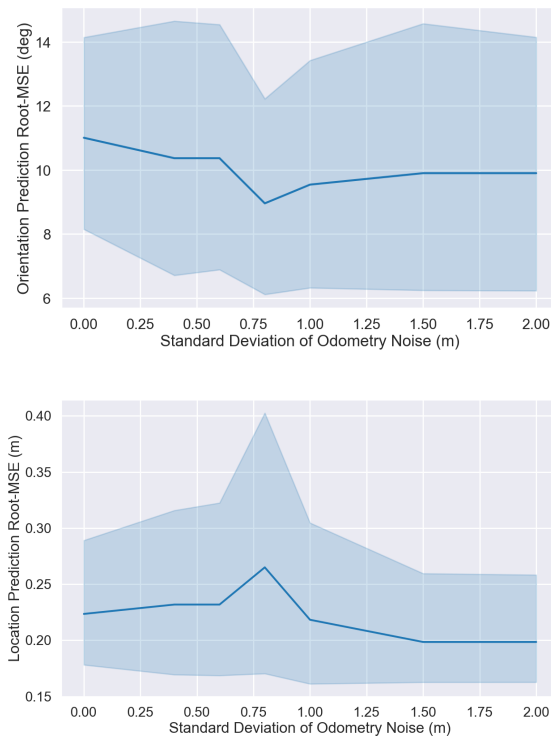 Orientation Prediction Root-MSE (deg)
14
12
10
8
6
0.00 0.25 0.50 0.75 1.00 1.25 1.50 1.75 2.00
Standard Deviation of Odometry Noise (m)
Location Prediction Root-MSE (m)
0.40
0.35
0.30
0.25
0.20
0.15
0.00 0.25 0.50 0.75 1.00 1.25 1.50 1.75 2.00
Standard Deviation of Odometry Noise (m)